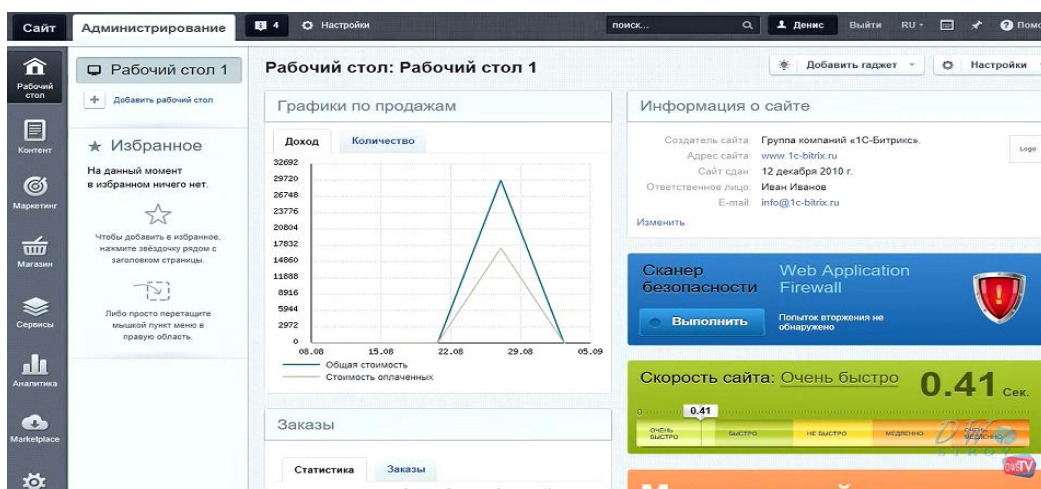 Сайт
Администрирование
4
Настройки
поиск...
Денис
Выйти
RU
Рабочий стол
Контент
Маркетинг
Магазин
Сервисы
Аналитика
Marketplace
Рабочий стол 1
Добавить рабочий стол
Избранное
На данный момент
в избранном ничего нет.
Чтобы добавить в избранное,
нажмите звёздочку рядом с
заголовком страницы.
Либо просто перетащите
мышкой пункт меню в
правую область.
Рабочий стол: Рабочий стол 1
Добавить гаджет
Настройки
Графики по продажам
Доход
Количество
32692
29720
26748
23776
20804
17832
14860
11888
8916
5944
2972
0
08.08 15.08 22.08 29.08 05.09
Общая стоимость
Стоимость оплаченных
Заказы
Статистика
Заказы
Информация о сайте
Создатель сайта: Группа компаний «1С-Битрикс».
Адрес сайта: www.1c-bitrix.ru
Сайт сдан: 12 декабря 2010 г.
Ответственное лицо: Иван Иванов
E-mail: info@1c-bitrix.ru
Изменить
Logo
Сканер
безопасности
Выполнить
Web Application
Firewall
Попыток вторжения не
обнаружено
Скорость сайта: Очень быстро
0.41 Сек.
0
0.41
ОЧЕНЬ
БЫСТРО
БЫСТРО
НЕ БЫСТРО
МЕДЛЕННО
ОЧЕНЬ
МЕДЛЕННО
DWS
TV